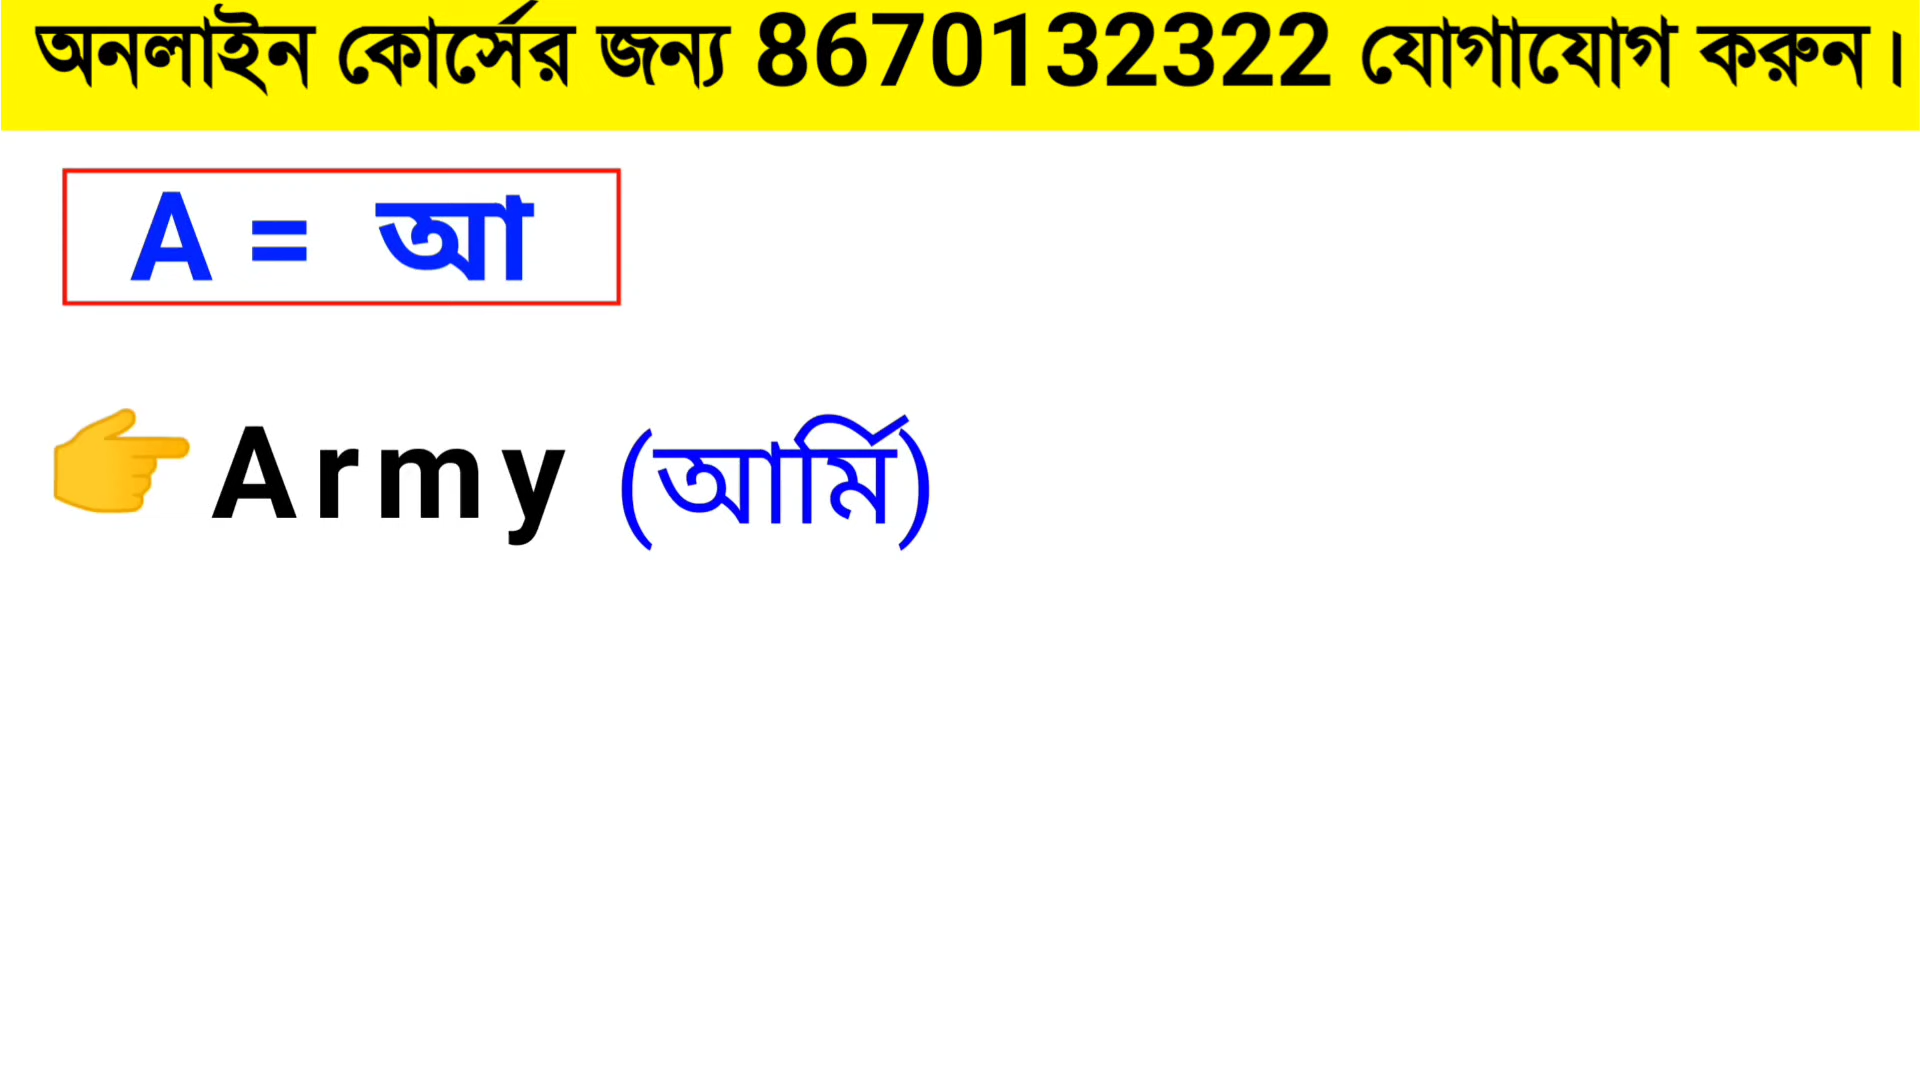 অনলাইন কোর্সের জন্য 8670132322 যোগাযোগ করুন।
A = আ
👉Army (আর্মি)